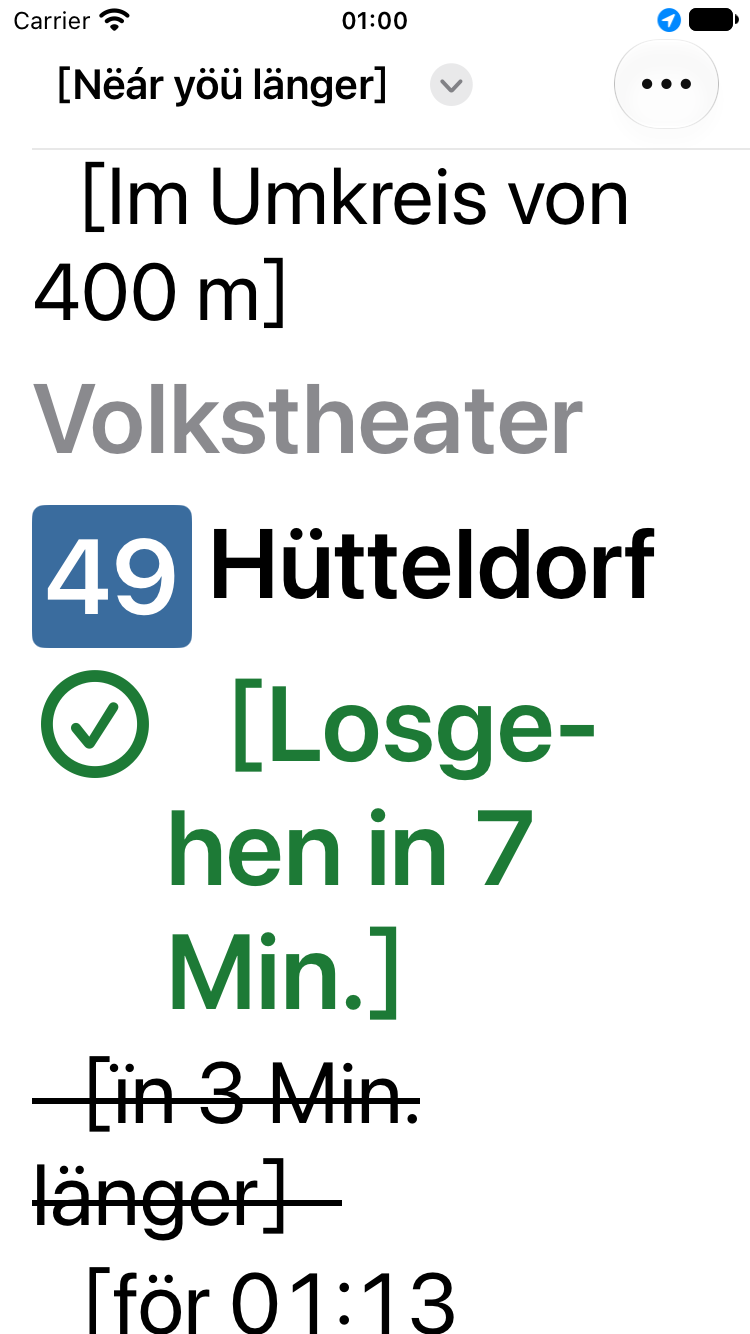 Carrier 01:00
[Nëár yöü länger]
[Im Umkreis von
400 m]
Volkstheater
49 Hütteldorf
[Losge-
hen in 7
Min.]
[ïn 3 Min.
länger]
[för 01:13